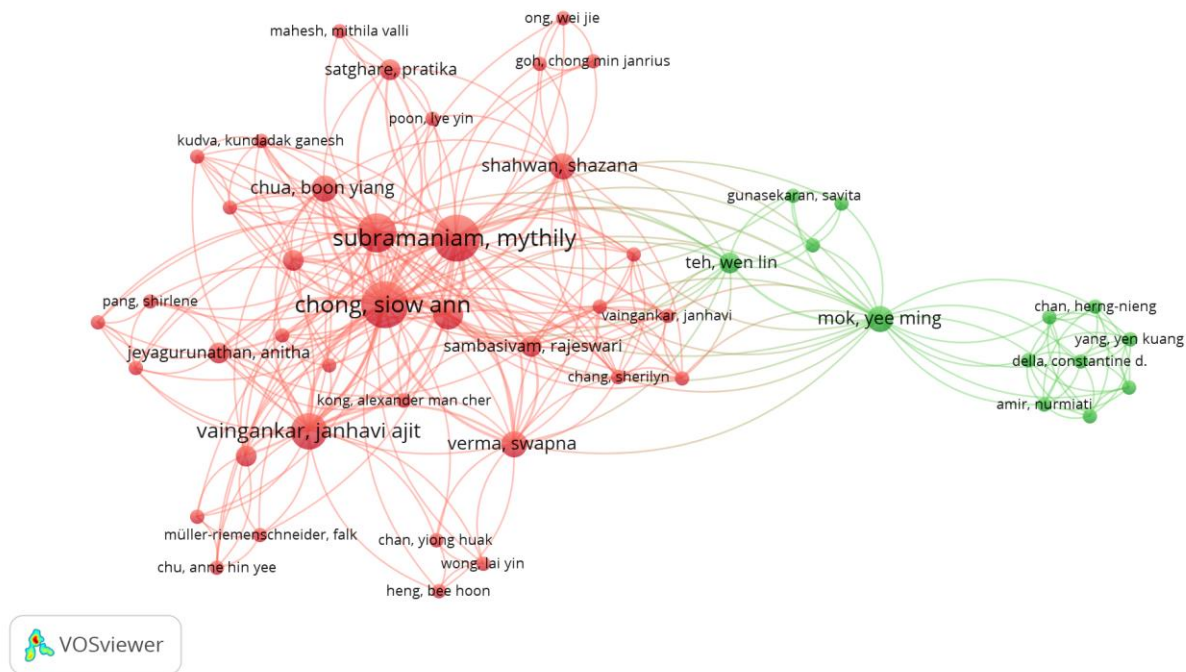 ong, wei jie
mahesh, mithila valli
goh, chong min janrius
satghare, pratika
poon, lye yin
kudva, kundadak ganesh
shahwan, shazana
chua, boon yiang
gunasekaran, savita
subramaniam, mythily
teh, wen lin
pang, shirlene
chong, siow ann
chan, herng-nieng
vaingankar, janhavi
mok, yee ming
yang, yen kuang
jeyagurunathan, anitha
sambasivam, rajeswari
della, constantine d.
chang, sherilyn
kong, alexander man cher
amir, nurmiati
vaingankar, janhavi ajit
verma, swapna
müller-riemenschneider, falk
chan, yiong huak
chu, anne hin yee
wong, lai yin
heng, bee hoon
VOSviewer